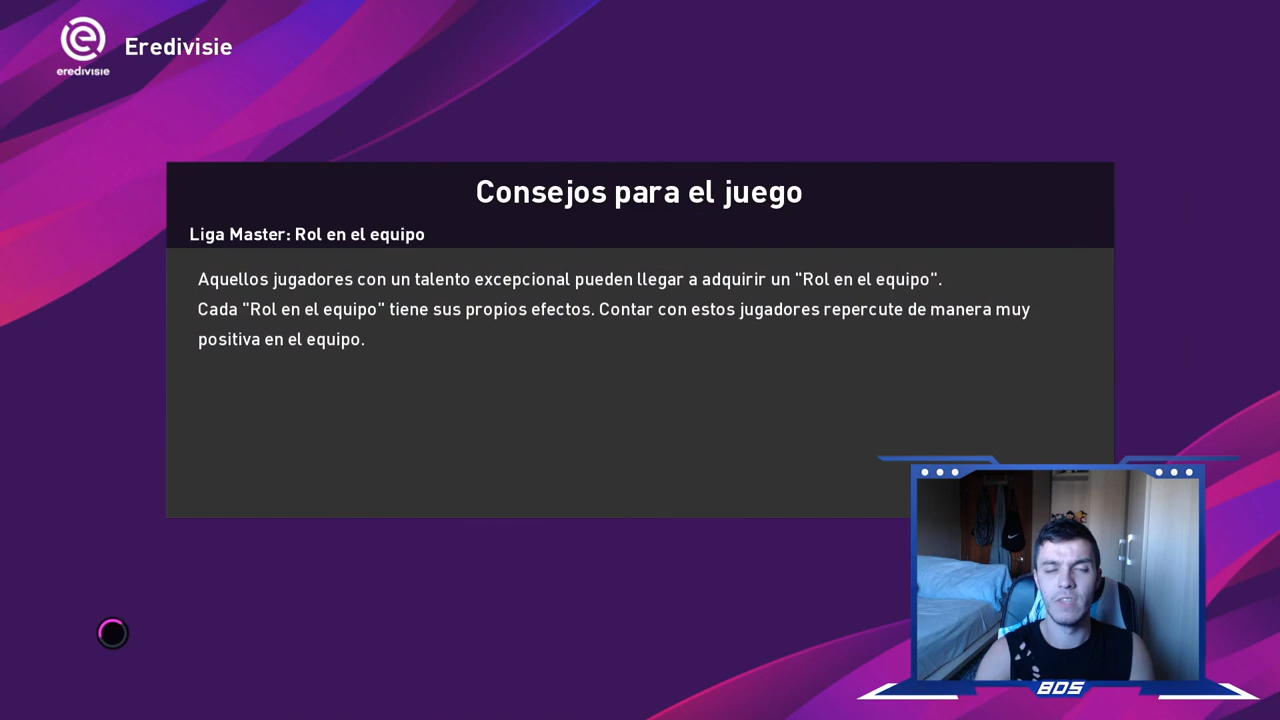 Eredivisie
eredivisie
Consejos para el juego
Liga Master: Rol en el equipo
Aquellos jugadores con un talento excepcional pueden llegar a adquirir un "Rol en el equipo".
Cada "Rol en el equipo" tiene sus propios efectos. Contar con estos jugadores repercute de manera muy
positiva en el equipo.
BDS